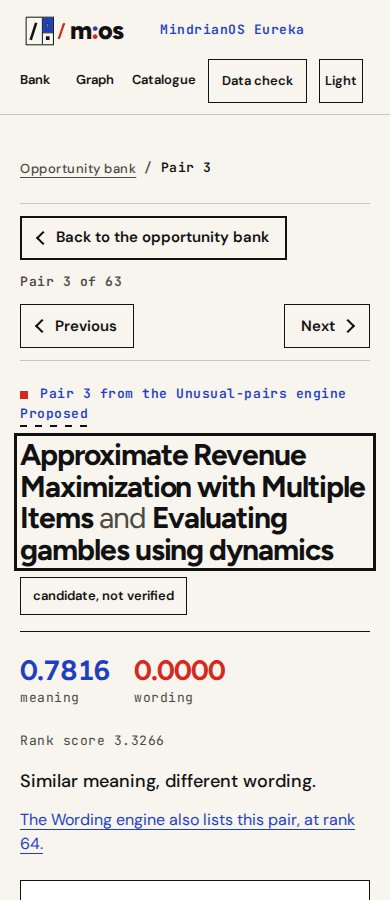 / m:os
MindrianOS Eureka
Bank Graph Catalogue Data check Light
Opportunity bank / Pair 3
Back to the opportunity bank
Pair 3 of 63
Previous Next
Pair 3 from the Unusual-pairs engine
Proposed
Approximate Revenue
Maximization with Multiple
Items and Evaluating
gambles using dynamics
candidate, not verified
0.7816 0.0000
meaning wording
Rank score 3.3266
Similar meaning, different wording.
The Wording engine also lists this pair, at rank
64.